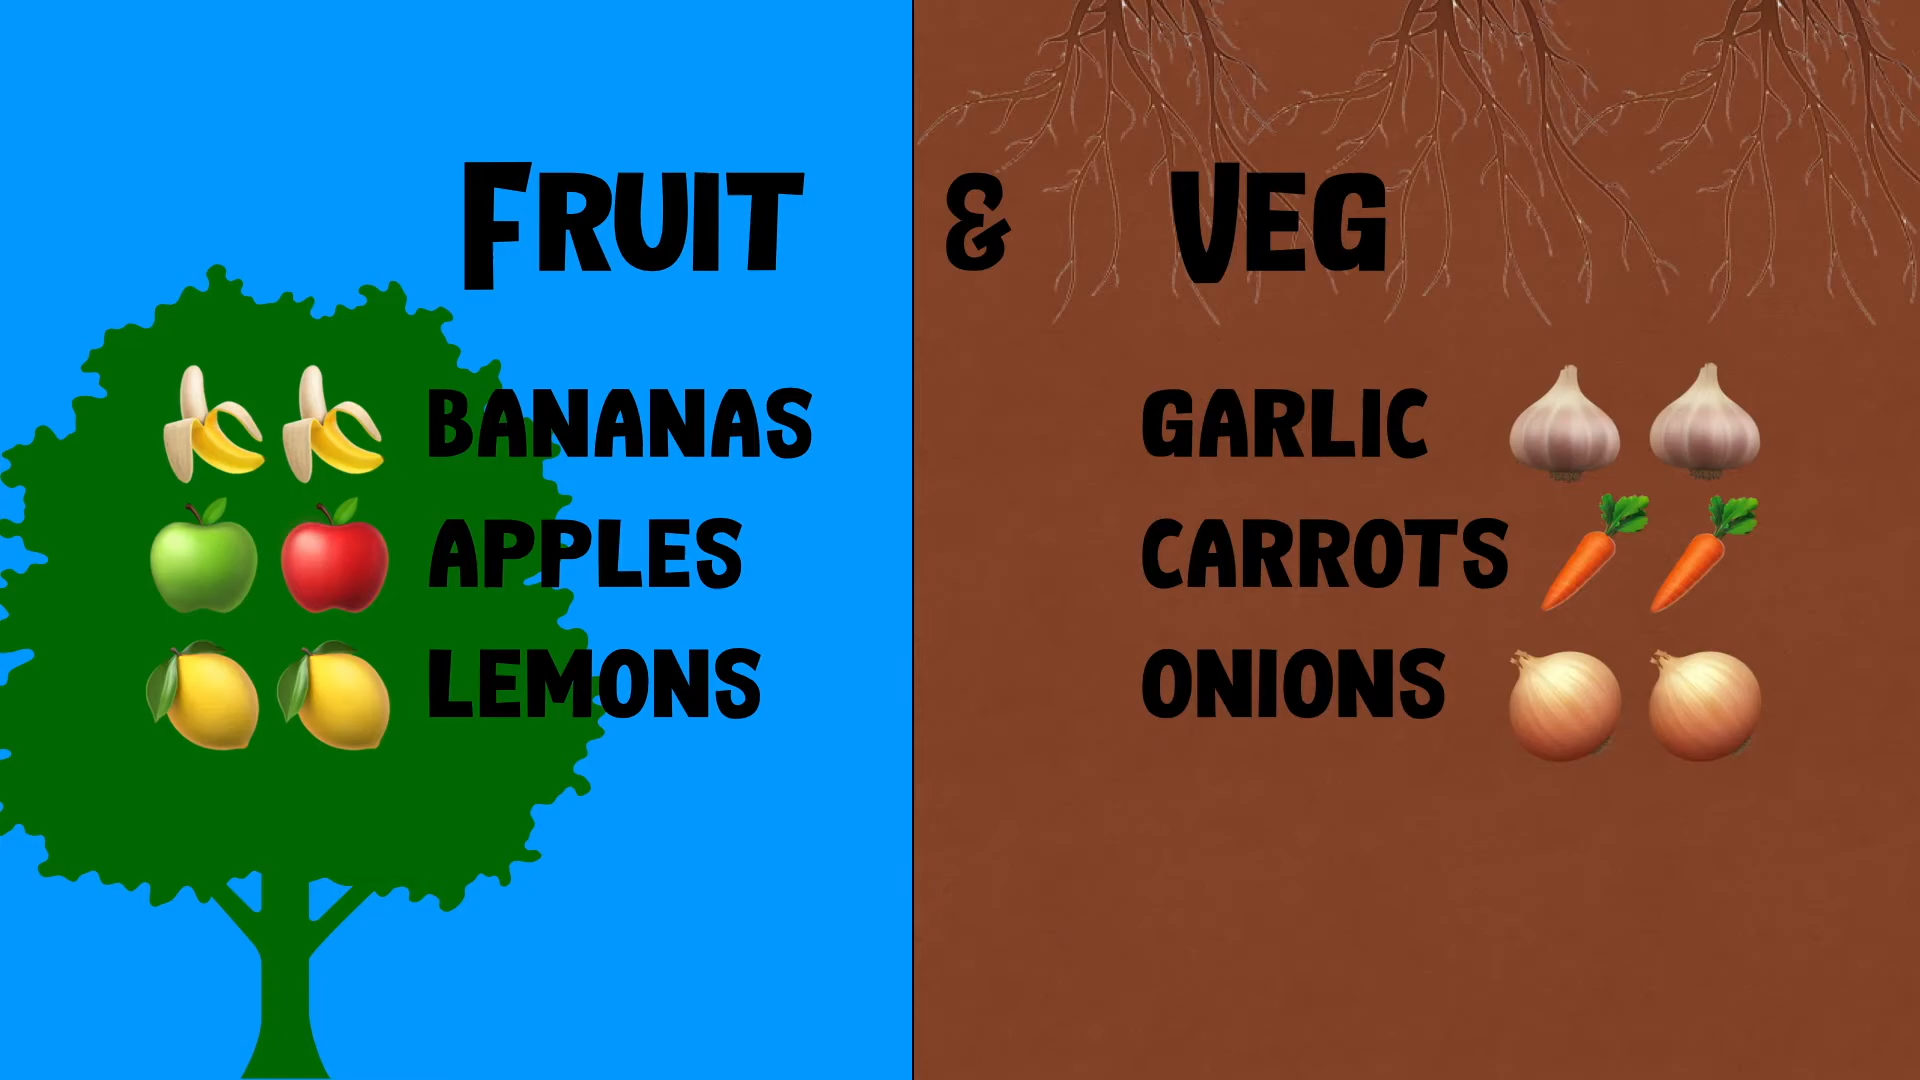 FRUIT & VEG
BANANAS
APPLES
LEMONS
GARLIC
CARROTS
ONIONS